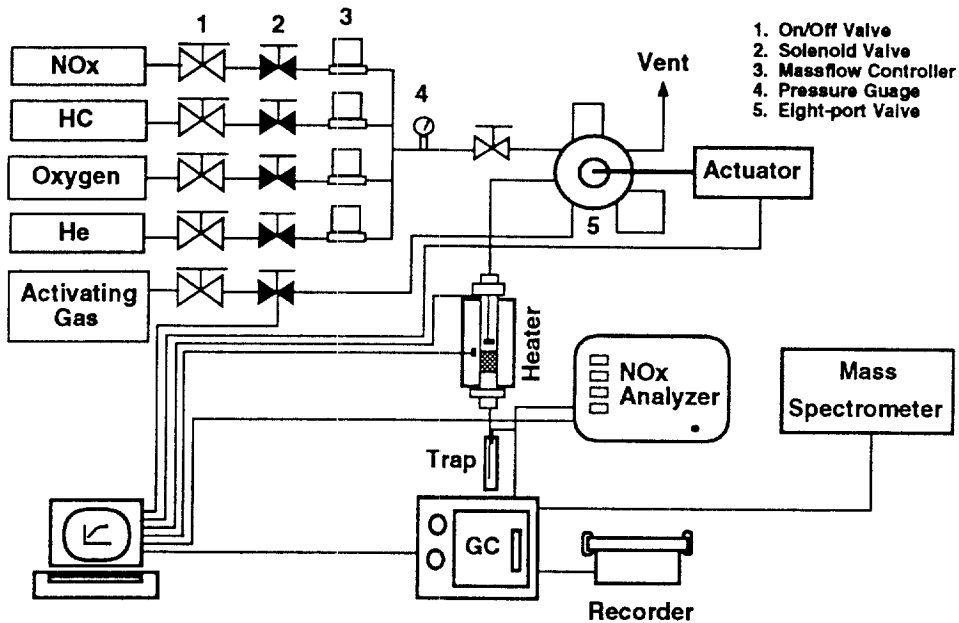 1 2 3
NOx
HC
Oxygen
He
Activating
Gas
4
Vent
1. On/Off Valve
2. Solenoid Valve
3. Massflow Controller
4. Pressure Guage
5. Eight-port Valve
Actuator
5
Heater
NOx
Analyzer
Mass
Spectrometer
Trap
GC
Recorder